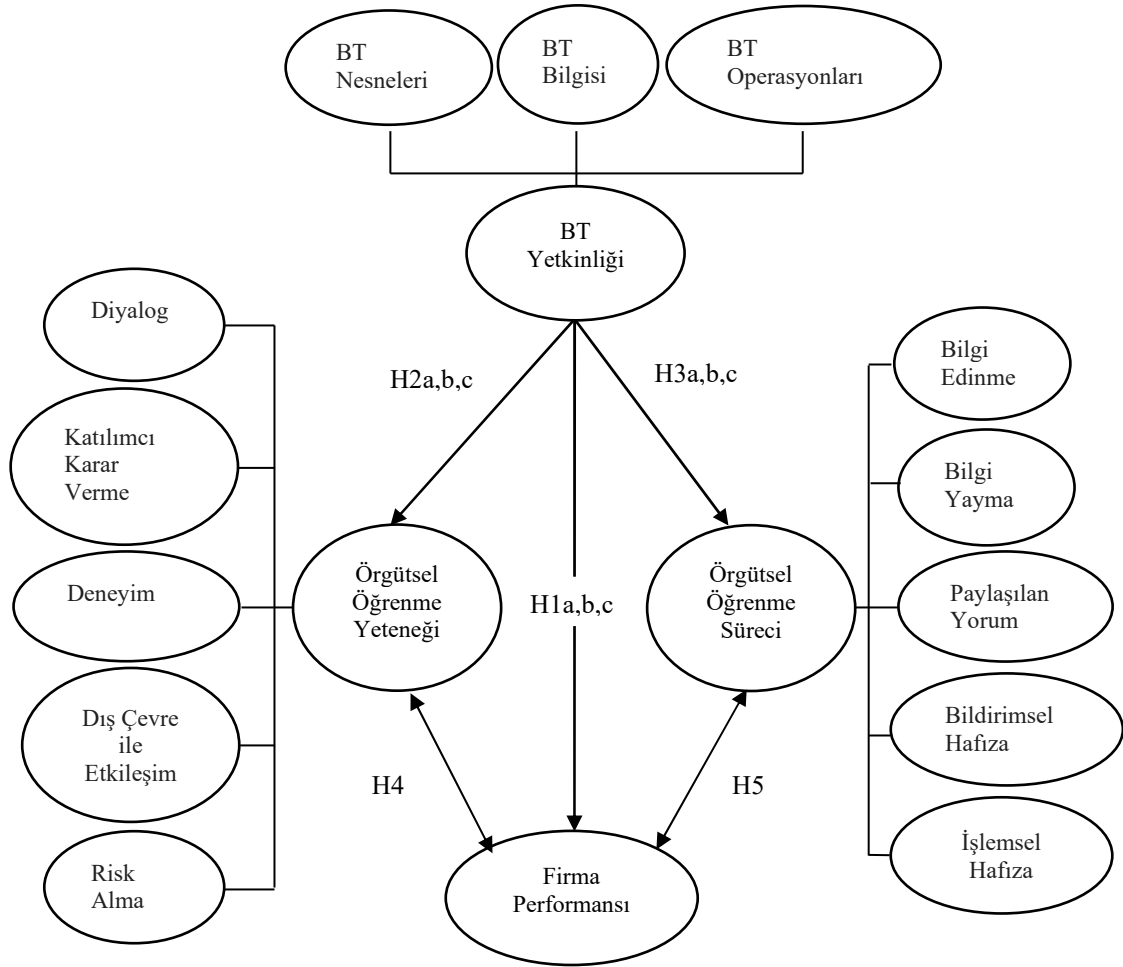 BT
Nesneleri
BT
Bilgisi
BT
Operasyonları
BT
Yetkinliği
Diyalog
Katılımcı
Karar
Verme
Deneyim
Dış Çevre
ile
Etkileşim
Risk
Alma
H2a,b,c
H3a,b,c
H1a,b,c
Örgütsel
Öğrenme
Yeteneği
Örgütsel
Öğrenme
Süreci
Bilgi
Edinme
Bilgi
Yayma
Paylaşılan
Yorum
Bildirimsel
Hafıza
İşlemsel
Hafıza
H4
H5
Firma
Performansı